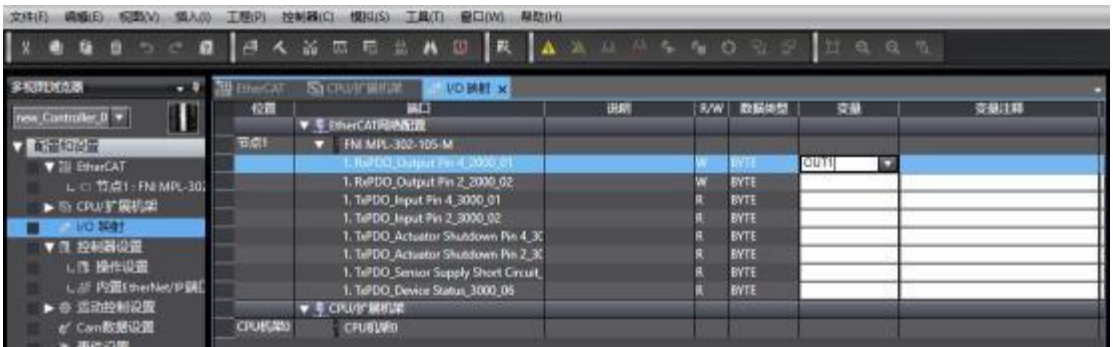 文件(F) 编辑(E) 视图(V) 插入(I) 工程(P) 控制器(C) 模拟(S) 工具(T) 窗口(W) 帮助(H)
多视图浏览器
EtherCAT CPU/扩展机架 I/O 映射
new_Controller_0
位置 端口 说明 R/W 数据类型 变量 变量注释
EtherCAT网络配置
配置和设置
节点1 FNI MPL-302-105-M
EtherCAT
1. RxPDO_Output Pin 4_2000_01 W BYTE OUT1
节点1 : FNI MPL-302
1. RxPDO_Output Pin 2_2000_02 W BYTE
CPU/扩展机架
1. TxPDO_Input Pin 4_3000_01 R BYTE
I/O 映射
1. TxPDO_Input Pin 2_3000_02 R BYTE
控制器设置
1. TxPDO_Actuator Shutdown Pin 4_30 R BYTE
操作设置
1. TxPDO_Actuator Shutdown Pin 2_30 R BYTE
内置EtherNet/IP端口
1. TxPDO_Sensor Supply Short Circuit_ R BYTE
1. TxPDO_Device Status_3000_06 R BYTE
运动控制设置
CPU/扩展机架
Cam数据设置
CPU机架0 CPU机架0
事件设置